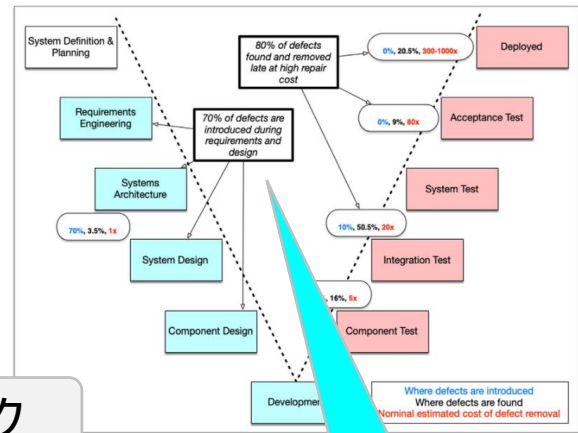 System Definition &
Planning
80% of defects
found and removed
late at high repair
cost
0%, 20.5%, 300-1000x
Deployed
Requirements
Engineering
70% of defects are
introduced during
requirements and
design
0%, 9%, 80x
Acceptance Test
Systems
Architecture
System Test
70%, 3.5%, 1x
10%, 50.5%, 20x
System Design
Integration Test
16%, 5x
Component Design
Component Test
ク
Where defects are introduced
Where defects are found
Nominal estimated cost of defect removal